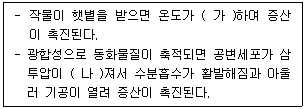 - 작물이 햇볕을 받으면 온도가 ( 가 )하여 증산
이 촉진된다.
- 광합성으로 동화물질이 축적되면 공변세포가 삼
투압이 ( 나 )져서 수분흡수가 활발해짐과 아울
러 기공이 열려 증산이 촉진된다.